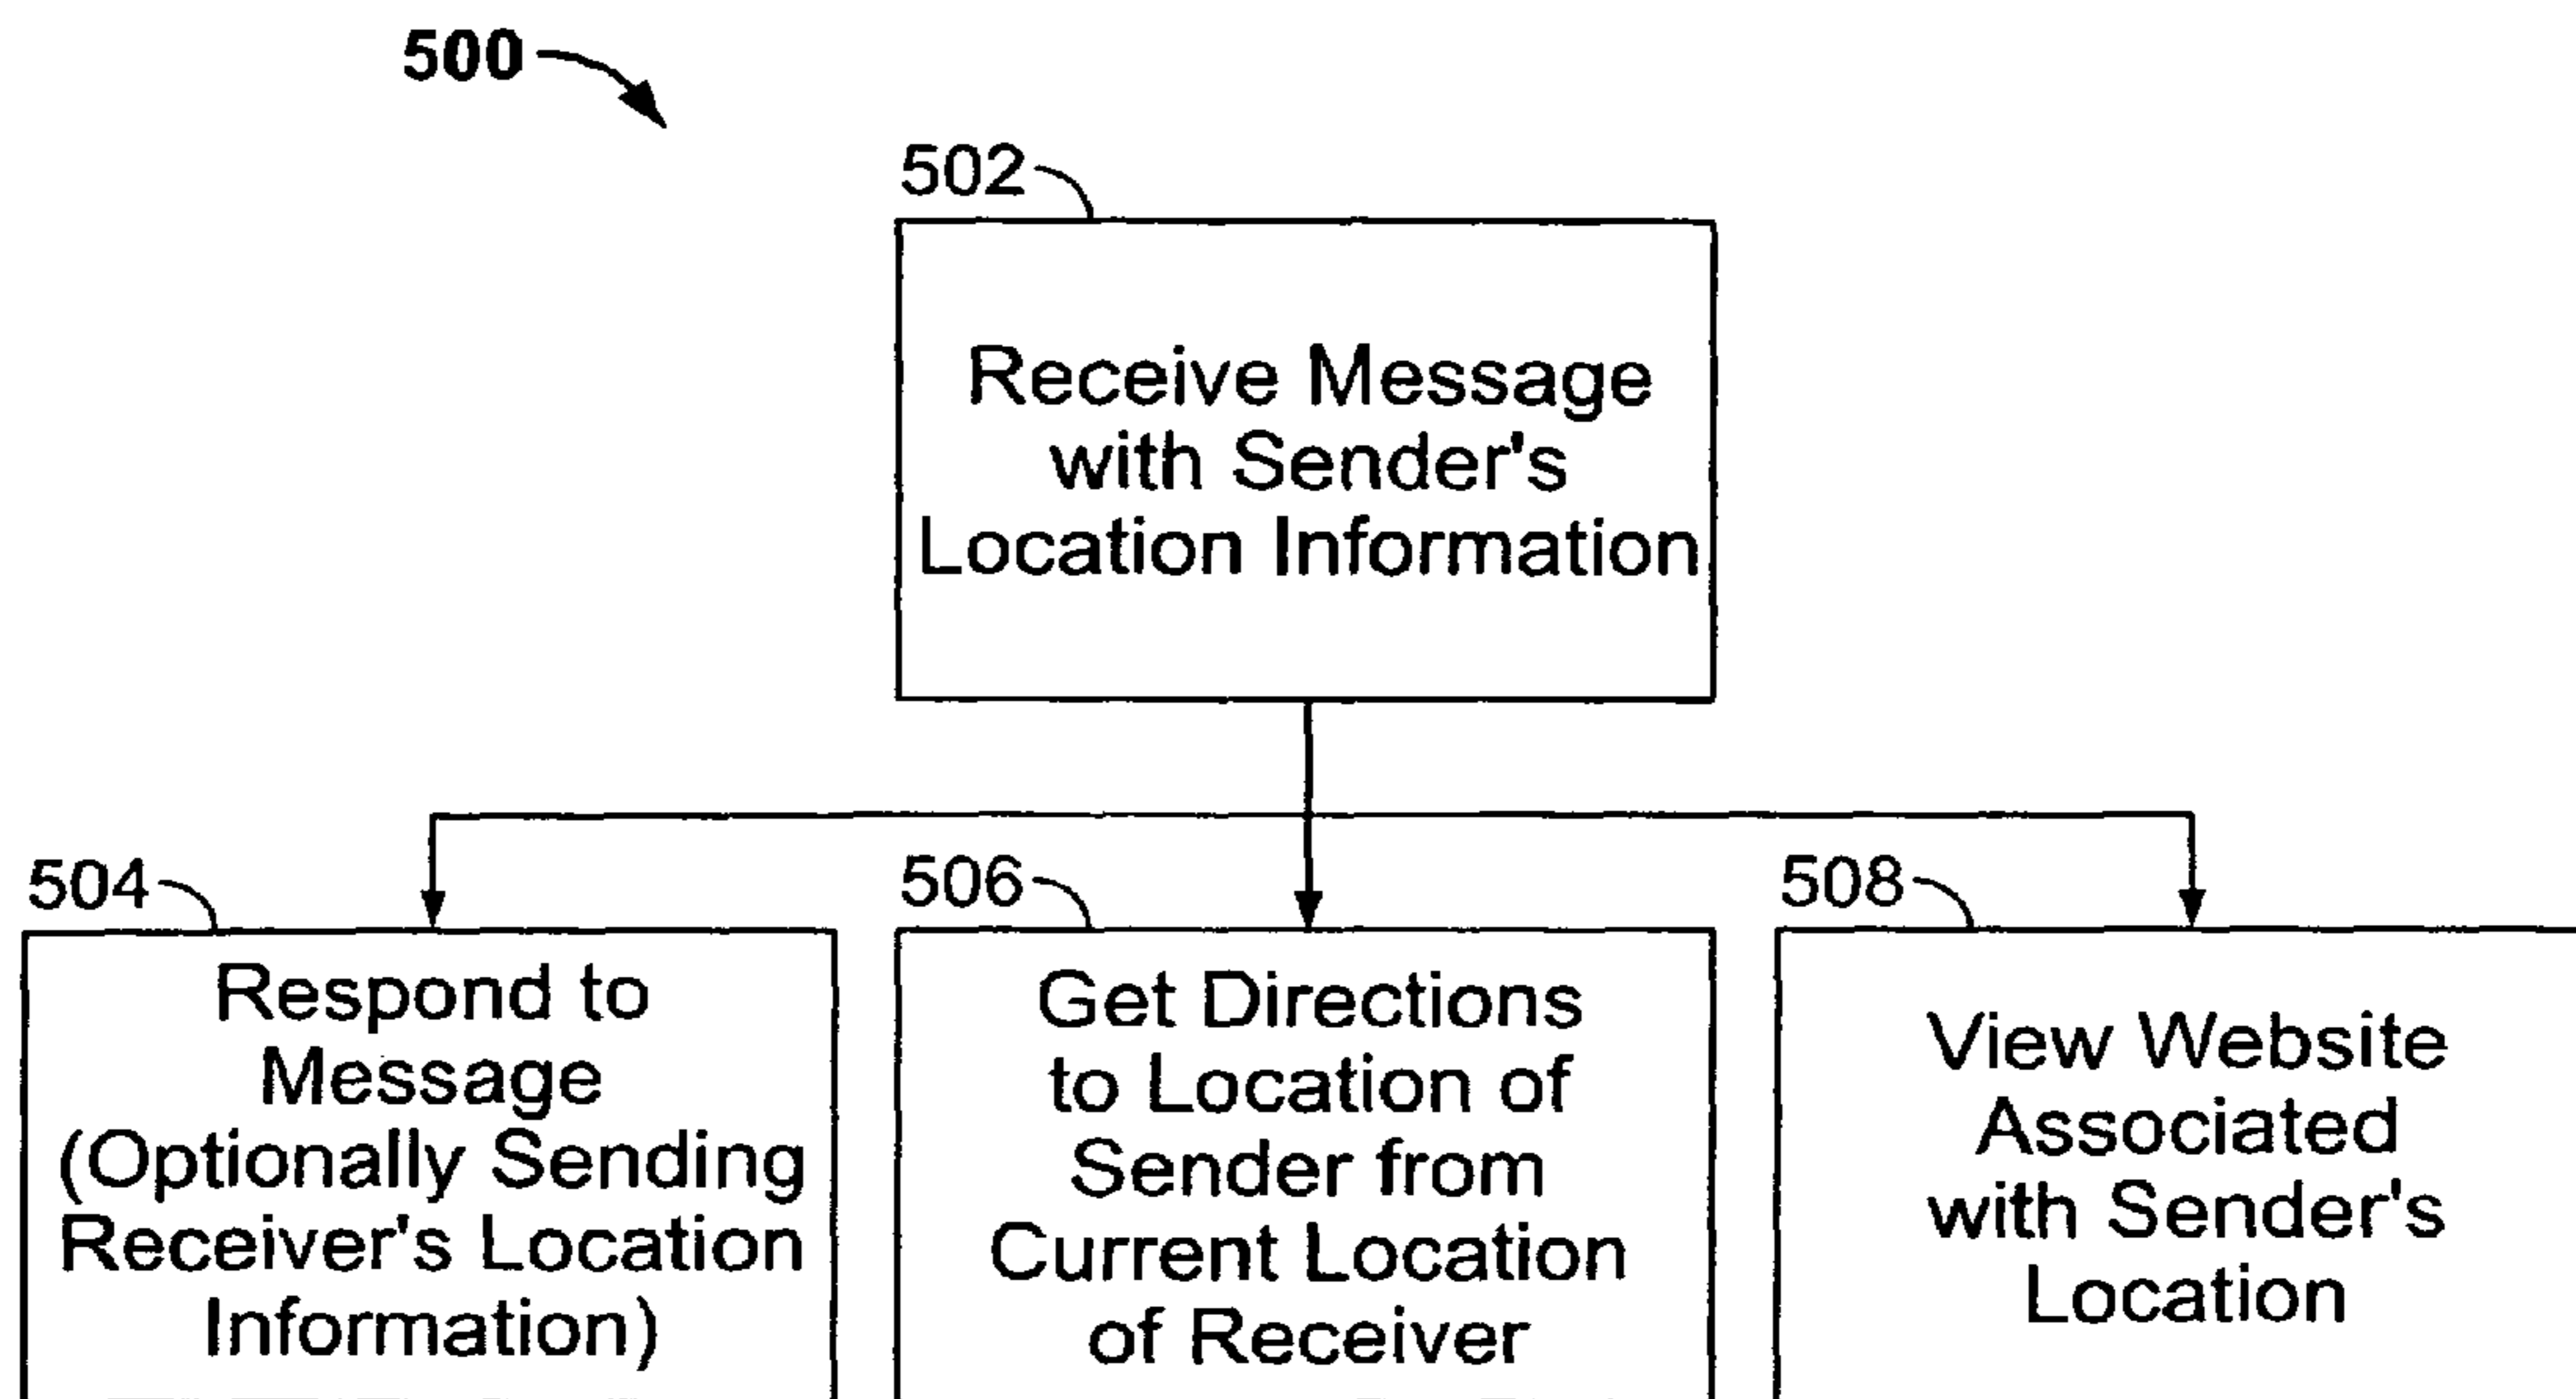 500
502
Receive Message
with Sender's
Location Information
504
Respond to
Message
(Optionally Sending
Receiver's Location
Information)
506
Get Directions
to Location of
Sender from
Current Location
of Receiver
508
View Website
Associated
with Sender's
Location